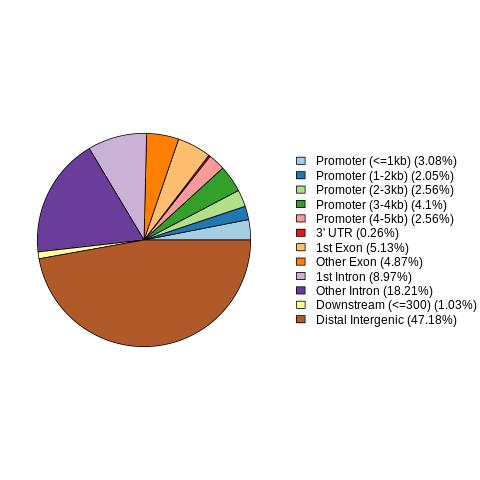 Promoter (<=1kb) (3.08%)
Promoter (1-2kb) (2.05%)
Promoter (2-3kb) (2.56%)
Promoter (3-4kb) (4.1%)
Promoter (4-5kb) (2.56%)
3' UTR (0.26%)
1st Exon (5.13%)
Other Exon (4.87%)
1st Intron (8.97%)
Other Intron (18.21%)
Downstream (<=300) (1.03%)
Distal Intergenic (47.18%)